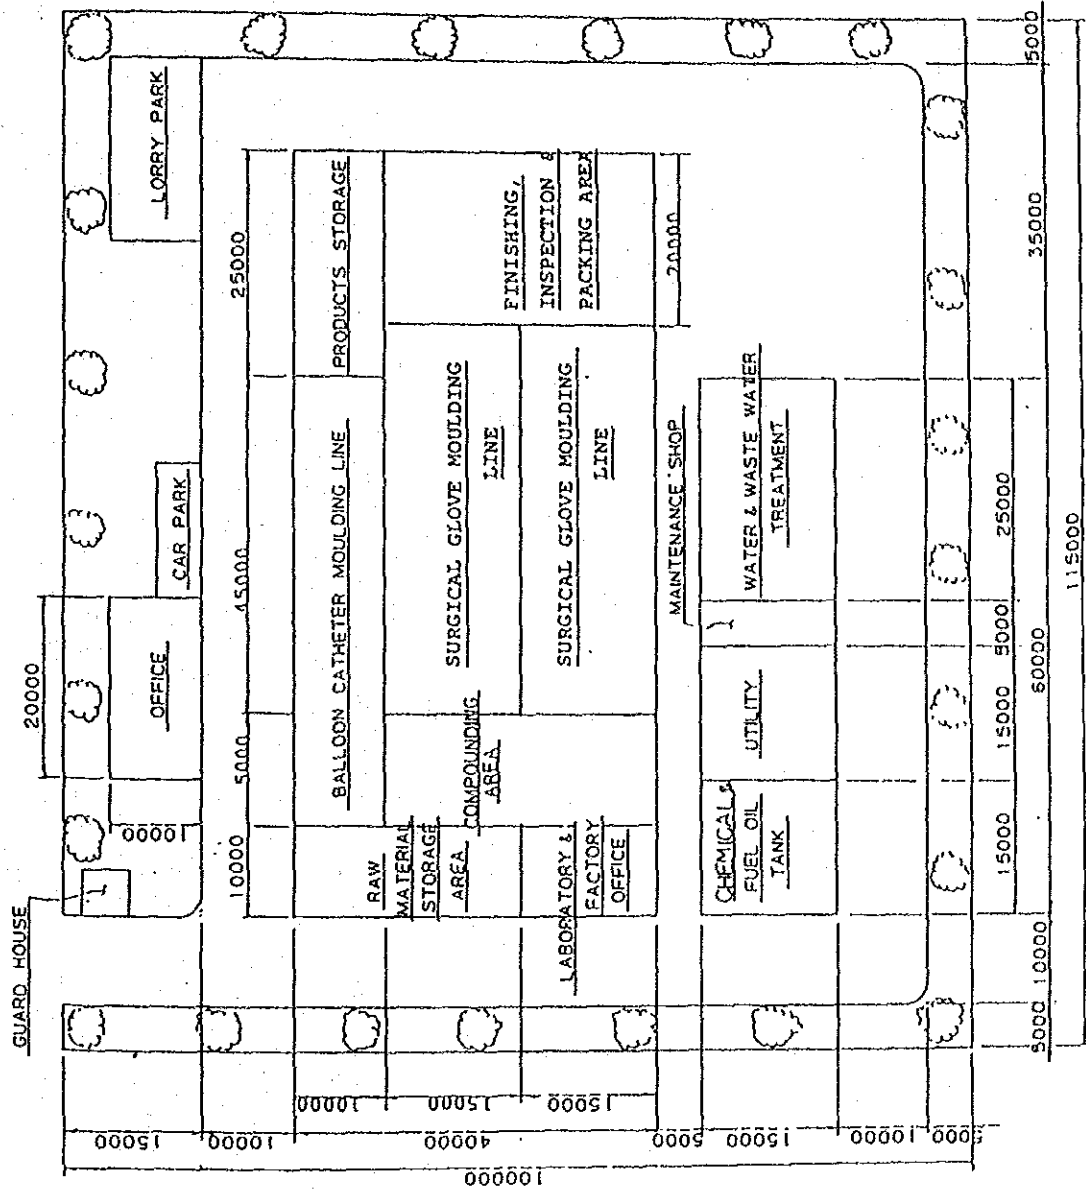 GUARD HOUSE
20000
10000
OFFICE
CAR PARK
LORRY PARK
10000
5000
45000
25000
BALLOON CATHETER MOULDING LINE
PRODUCTS STORAGE
RAW
MATERIAL
STORAGE
AREA
COMPOUNDING
AREA
SURGICAL GLOVE MOULDING
LINE
SURGICAL GLOVE MOULDING
LINE
FINISHING,
INSPECTION &
PACKING AREA
20000
LABORATORY &
FACTORY
OFFICE
MAINTENANCE SHOP
CHEMICAL &
FUEL OIL
TANK
UTILITY
WATER & WASTE WATER
TREATMENT
15000
15000
5000
25000
5000
10000
60000
35000
5000
115000
10000
15000
15000
15000
10000
40000
5000
15000
10000
5000
100000